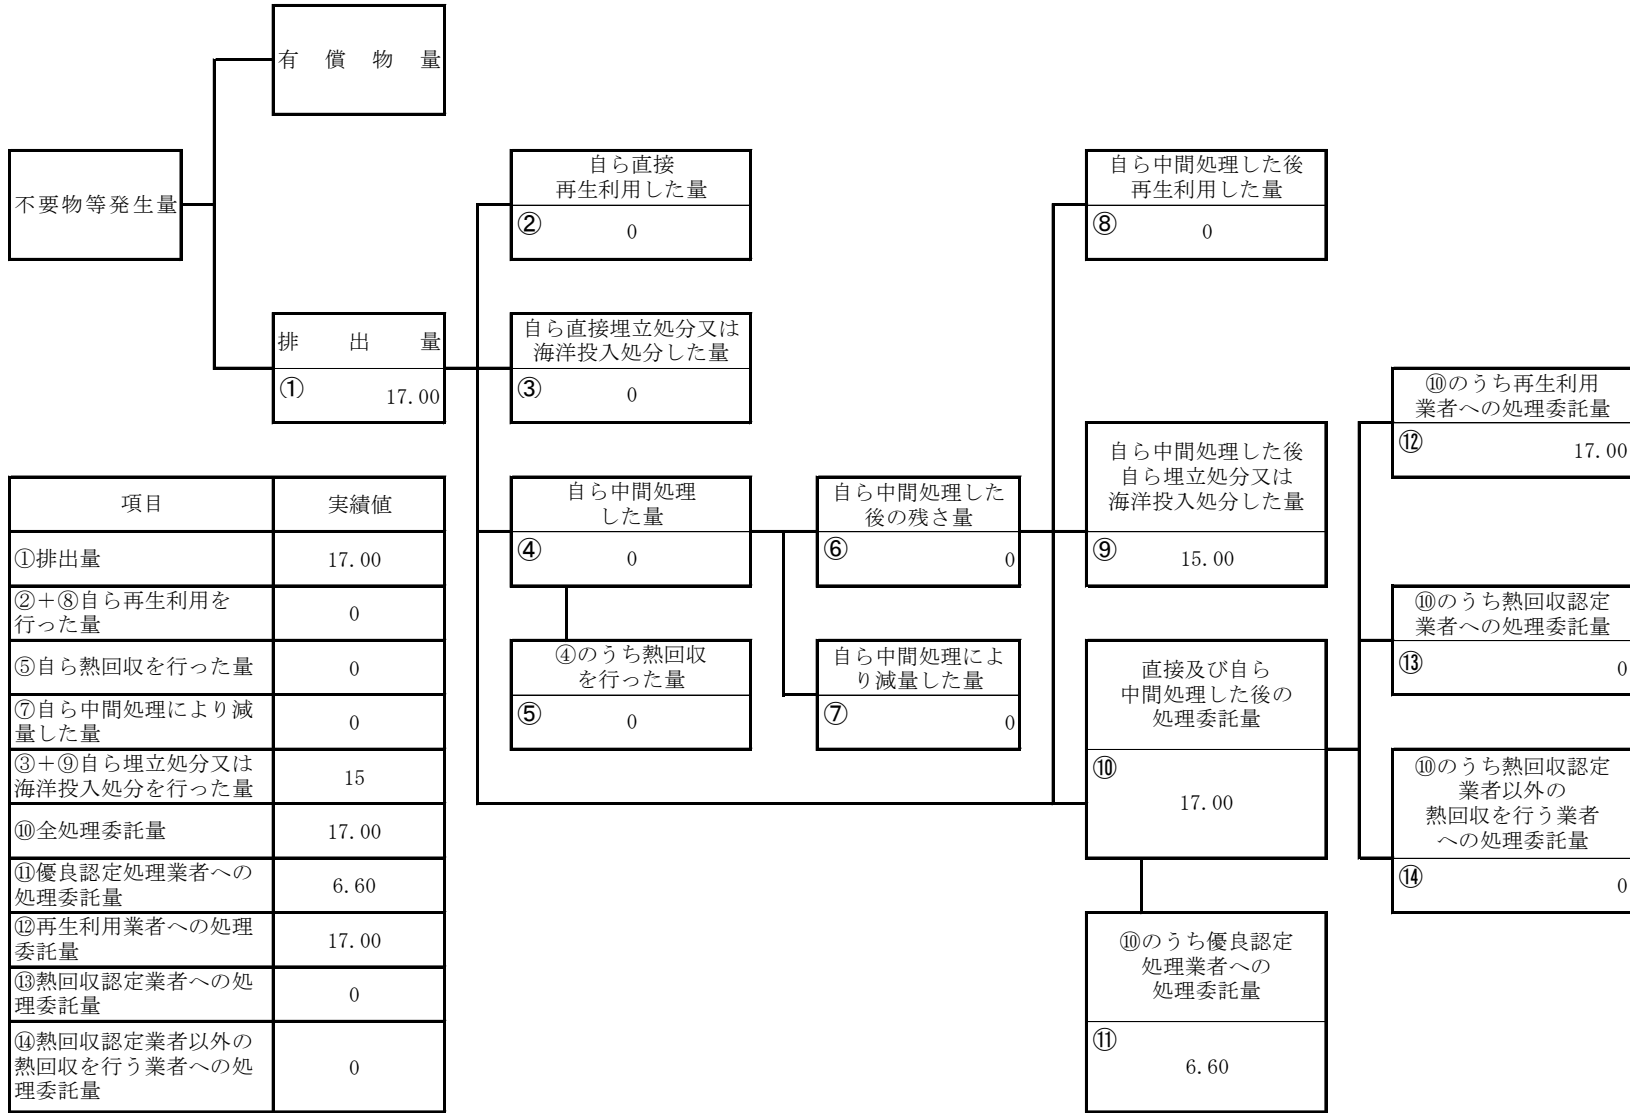 有償物量
不要物等発生量
排出量
① 17.00
自ら直接
再生利用した量
② 0
自ら直接埋立処分又は
海洋投入処分した量
③ 0
自ら中間処理
した量
④ 0
④のうち熱回収
を行った量
⑤ 0
自ら中間処理した
後の残さ量
⑥ 0
自ら中間処理によ
り減量した量
⑦ 0
自ら中間処理した後
再生利用した量
⑧ 0
自ら中間処理した後
自ら埋立処分又は
海洋投入処分した量
⑨ 15.00
直接及び自ら
中間処理した後の
処理委託量
⑩
17.00
⑩のうち優良認定
処理業者への
処理委託量
⑪
6.60
⑩のうち再生利用
業者への処理委託量
⑫ 17.00
⑩のうち熱回収認定
業者への処理委託量
⑬ 0
⑩のうち熱回収認定
業者以外の
熱回収を行う業者
への処理委託量
⑭ 0
項目 実績値
①排出量 17.00
②+⑧自ら再生利用を
行った量 0
⑤自ら熱回収を行った量 0
⑦自ら中間処理により減
量した量 0
③+⑨自ら埋立処分又は
海洋投入処分を行った量 15
⑩全処理委託量 17.00
⑪優良認定処理業者への
処理委託量 6.60
⑫再生利用業者への処理
委託量 17.00
⑬熱回収認定業者への処
理委託量 0
⑭熱回収認定業者以外の
熱回収を行う業者への処
理委託量 0